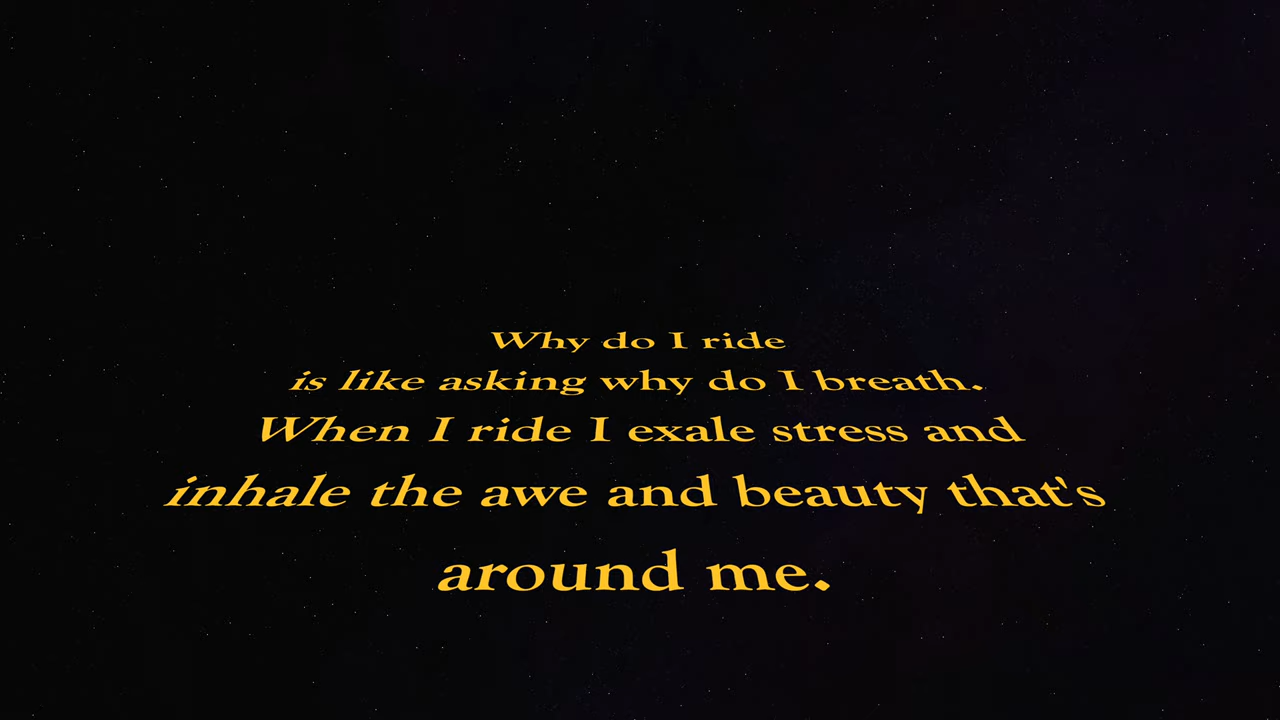 Why do I ride
is like asking why do I breath.
When I ride I exale stress and
inhale the awe and beauty that's
around me.